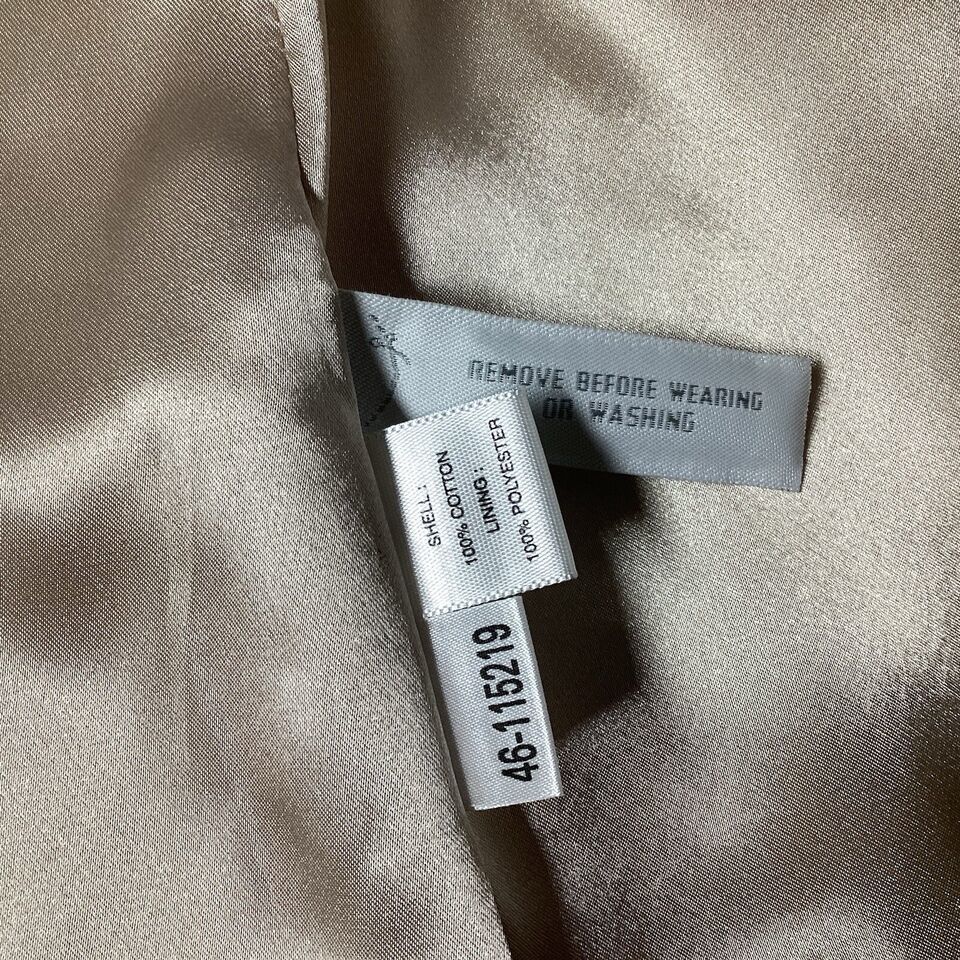 REMOVE BEFORE WEARING
OR WASHING
SHELL :
100% COTTON
LINING :
100% POLYESTER
46-115219